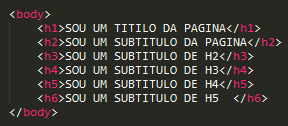 <body>
<h1>SOU UM TITILO DA PAGINA</h1>
<h2>SOU UM SUBTITULO DA PAGINA</h2>
<h3>SOU UM SUBTITULO DE H2</h3>
<h4>SOU UM SUBTITULO DE H3</h4>
<h5>SOU UM SUBTITULO DE H4</h5>
<h6>SOU UM SUBTITULO DE H5  </h6>
</body>